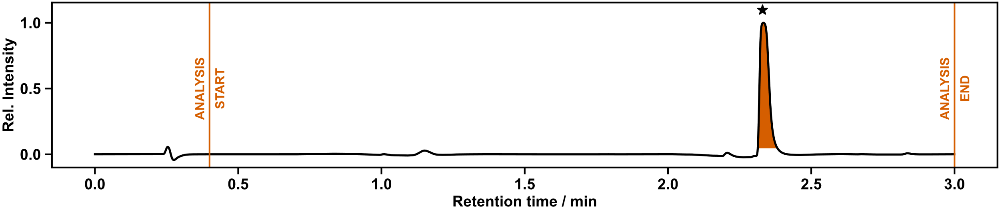 Rel. Intensity
1.0
0.5
0.0
ANALYSIS
START
ANALYSIS
END
0.0 0.5 1.0 1.5 2.0 2.5 3.0
Retention time / min